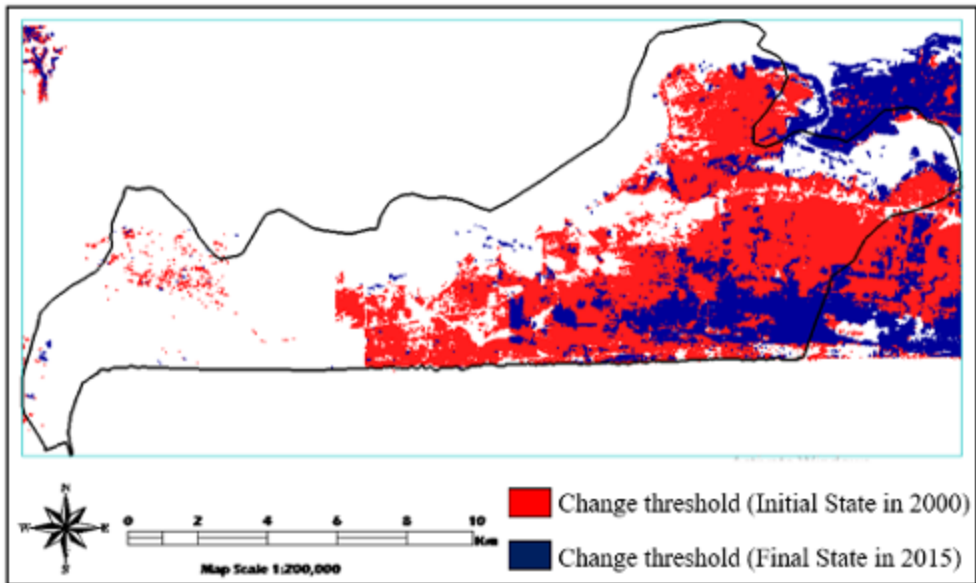 N
W E
S
0 2 4 6 8 10
Km
Map Scale 1:200,000
Change threshold (Initial State in 2000)
Change threshold (Final State in 2015)